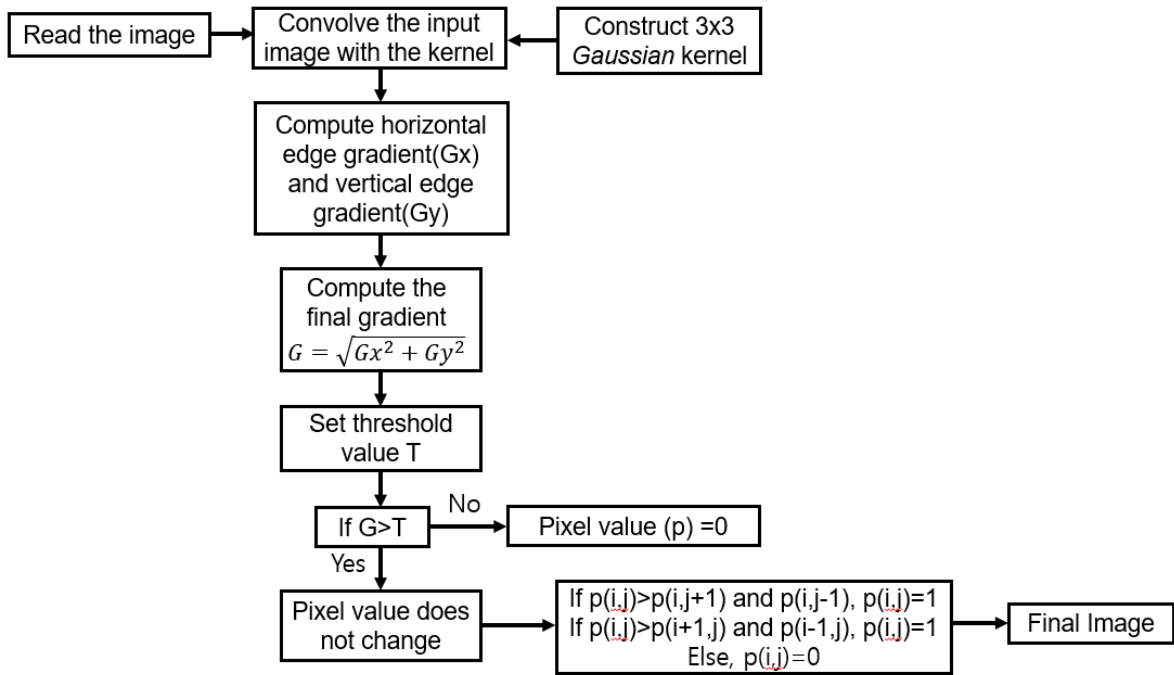 Read the image
Convolve the input
image with the kernel
Construct 3x3
Gaussian kernel
Compute horizontal
edge gradient(Gx)
and vertical edge
gradient(Gy)
Compute the
final gradient
G = √Gx² + Gy²
Set threshold
value T
If G>T
No
Pixel value (p) =0
Yes
Pixel value does
not change
If p(i,j)>p(i,j+1) and p(i,j-1), p(i,j)=1
If p(i,j)>p(i+1,j) and p(i-1,j), p(i,j)=1
Else, p(i,j)=0
Final Image